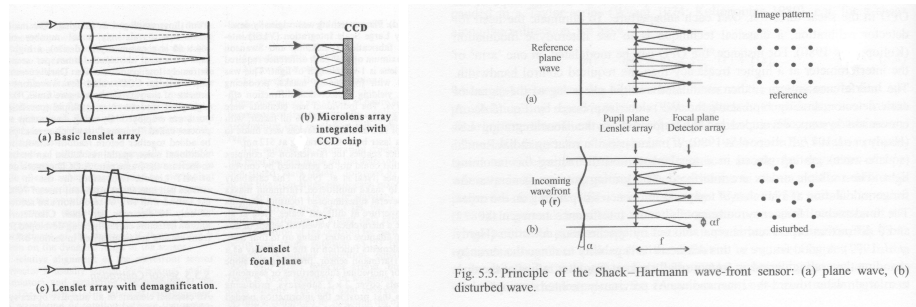 CCD
(a) Basic lenslet array
(b) Microlens array
integrated with
CCD chip
Lenslet
focal plane
(c) Lenslet array with demagnification.
Image pattern:
Reference
plane
wave
(a)
reference
Pupil plane
Lenslet array
Focal plane
Detector array
Incoming
wavefront
φ (r)
(b)
α
f
αf
disturbed
Fig. 5.3. Principle of the Shack–Hartmann wave-front sensor: (a) plane wave, (b)
disturbed wave.